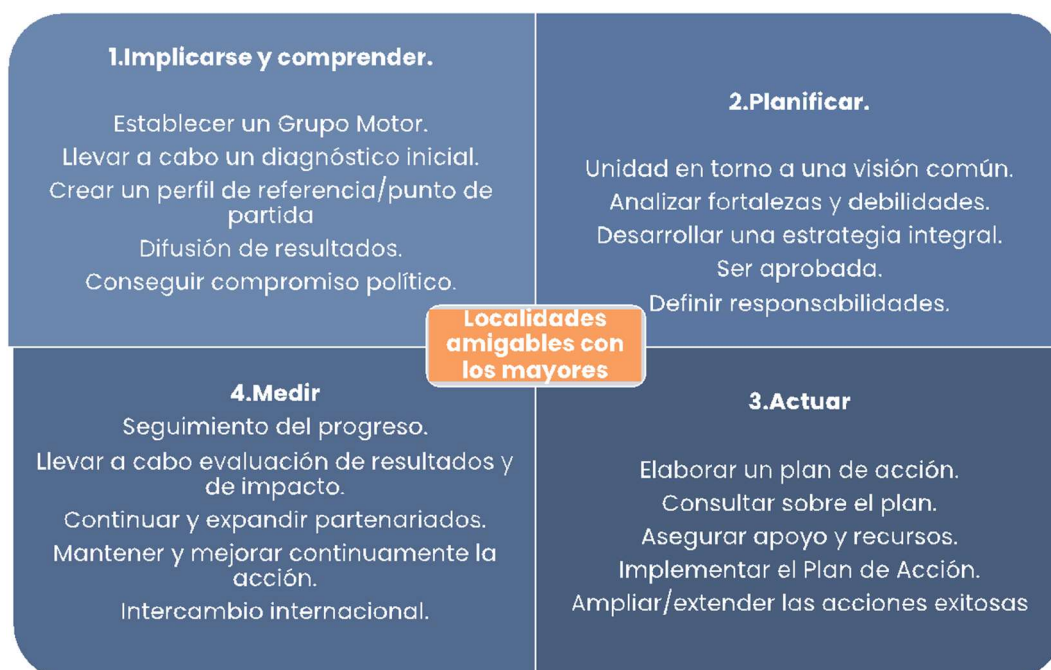 1.Implicarse y comprender.
Establecer un Grupo Motor.
Llevar a cabo un diagnóstico inicial.
Crear un perfil de referencia/punto de
partida
Difusión de resultados.
Conseguir compromiso político.
2.Planificar.
Unidad en torno a una visión común.
Analizar fortalezas y debilidades.
Desarrollar una estrategia integral.
Ser aprobada.
Definir responsabilidades.
Localidades
amigables con
los mayores
3.Actuar
Elaborar un plan de acción.
Consultar sobre el plan.
Asegurar apoyo y recursos.
Implementar el Plan de Acción.
Ampliar/extender las acciones exitosas
4.Medir
Seguimiento del progreso.
Llevar a cabo evaluación de resultados y
de impacto.
Continuar y expandir partenariados.
Mantener y mejorar continuamente la
acción.
Intercambio internacional.